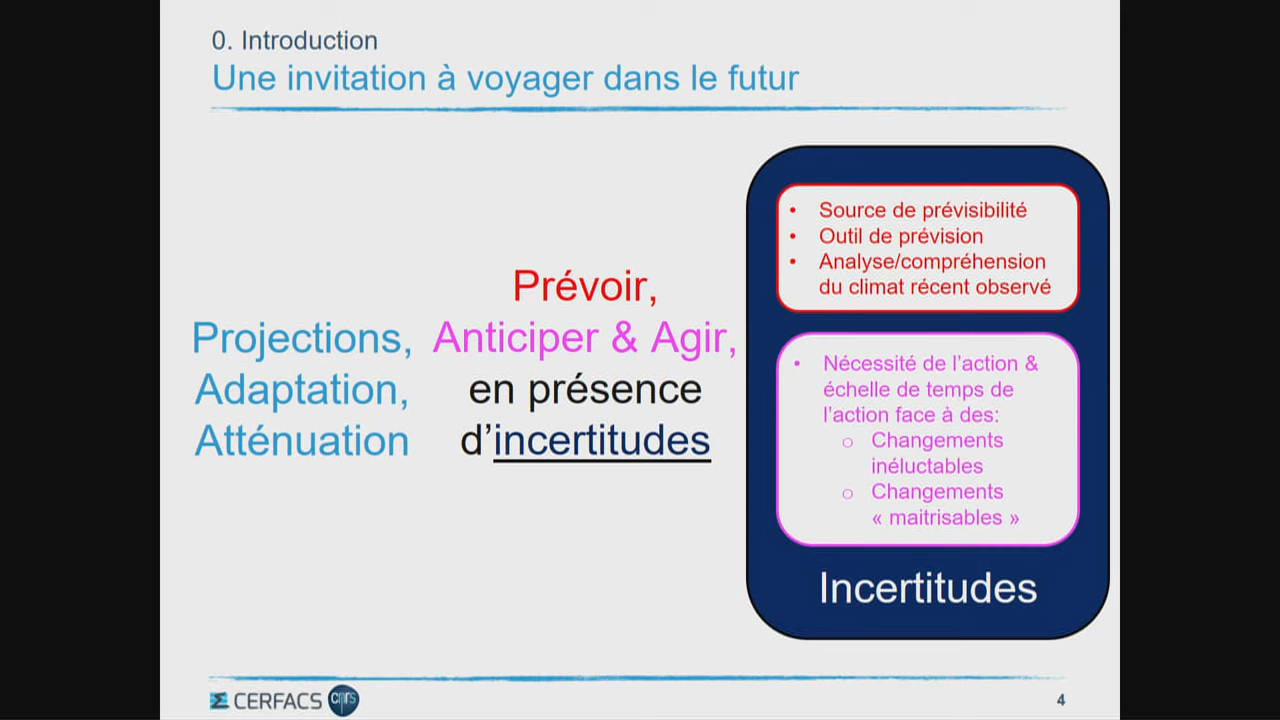 0. Introduction
Une invitation à voyager dans le futur
Projections,
Adaptation,
Atténuation
Prévoir,
Anticiper & Agir,
en présence
d’incertitudes
• Source de prévisibilité
• Outil de prévision
• Analyse/compréhension
du climat récent observé
• Nécessité de l’action &
échelle de temps de
l’action face à des:
o Changements
inéluctables
o Changements
« maitrisables »
Incertitudes
CERFACS cnrs
4